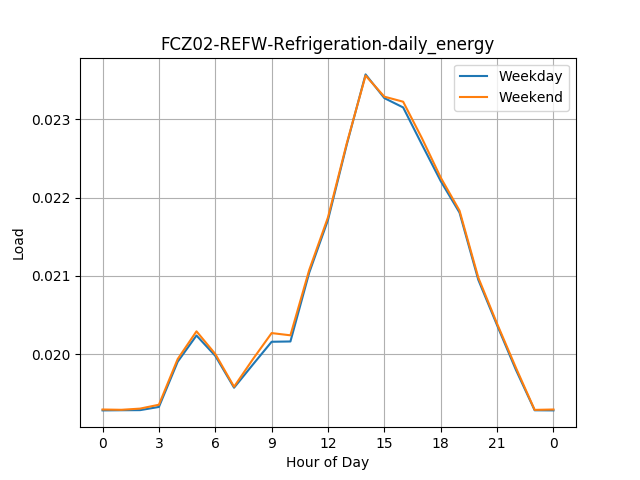 FCZ02-REFW-Refrigeration-daily_energy
Weekday
Weekend
0.023
0.022
0.021
0.020
Load
0 3 6 9 12 15 18 21 0
Hour of Day